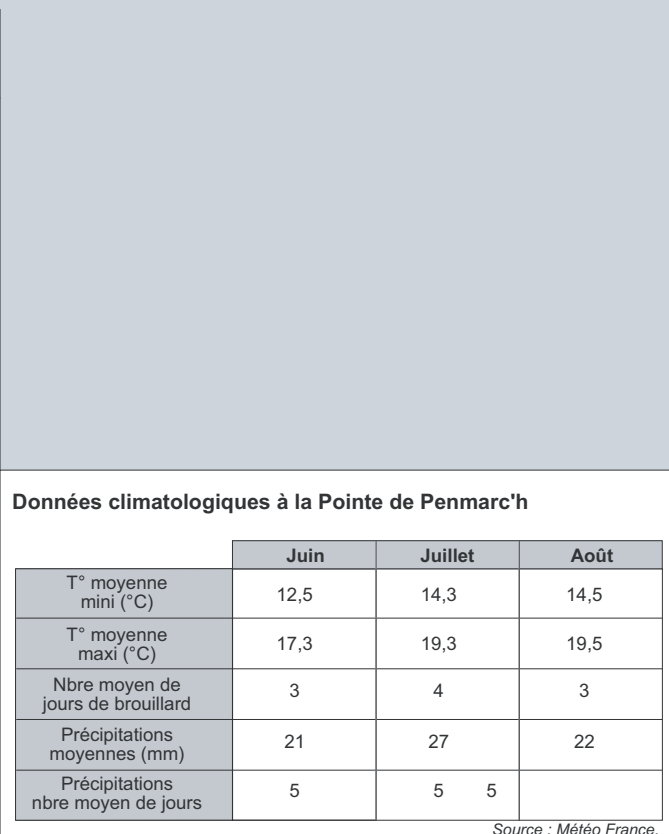 Données climatologiques à la Pointe de Penmarc'h
Juin Juillet Août
T° moyenne
mini (°C) 12,5 14,3 14,5
T° moyenne
maxi (°C) 17,3 19,3 19,5
Nbre moyen de
jours de brouillard 3 4 3
Précipitations
moyennes (mm) 21 27 22
Précipitations
nbre moyen de jours 5 5 5
Source : Météo France.